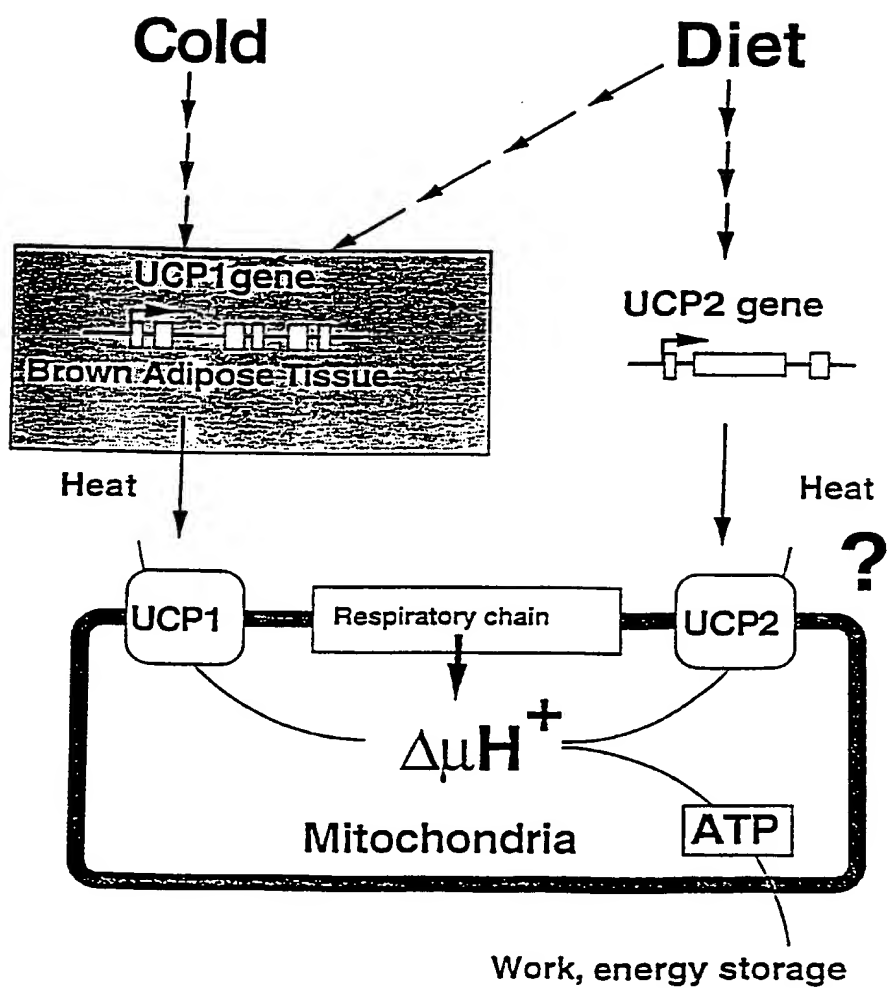 Cold
Diet
UCP1gene
UCP2 gene
Brown Adipose Tissue
Heat
Heat
?
UCP1
Respiratory chain
UCP2
ΔμH+
ATP
Mitochondria
Work, energy storage